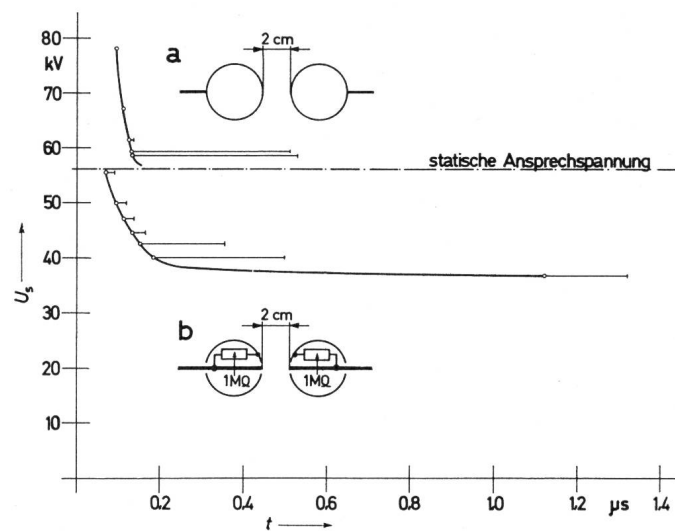 80
kV
70
60
50
40
30
20
10
U_s
a
2 cm
statische Ansprechspannung
b
2 cm
1MΩ
1MΩ
0.2
0.4
0.6
0.8
1.0
1.2
µs
1.4
t